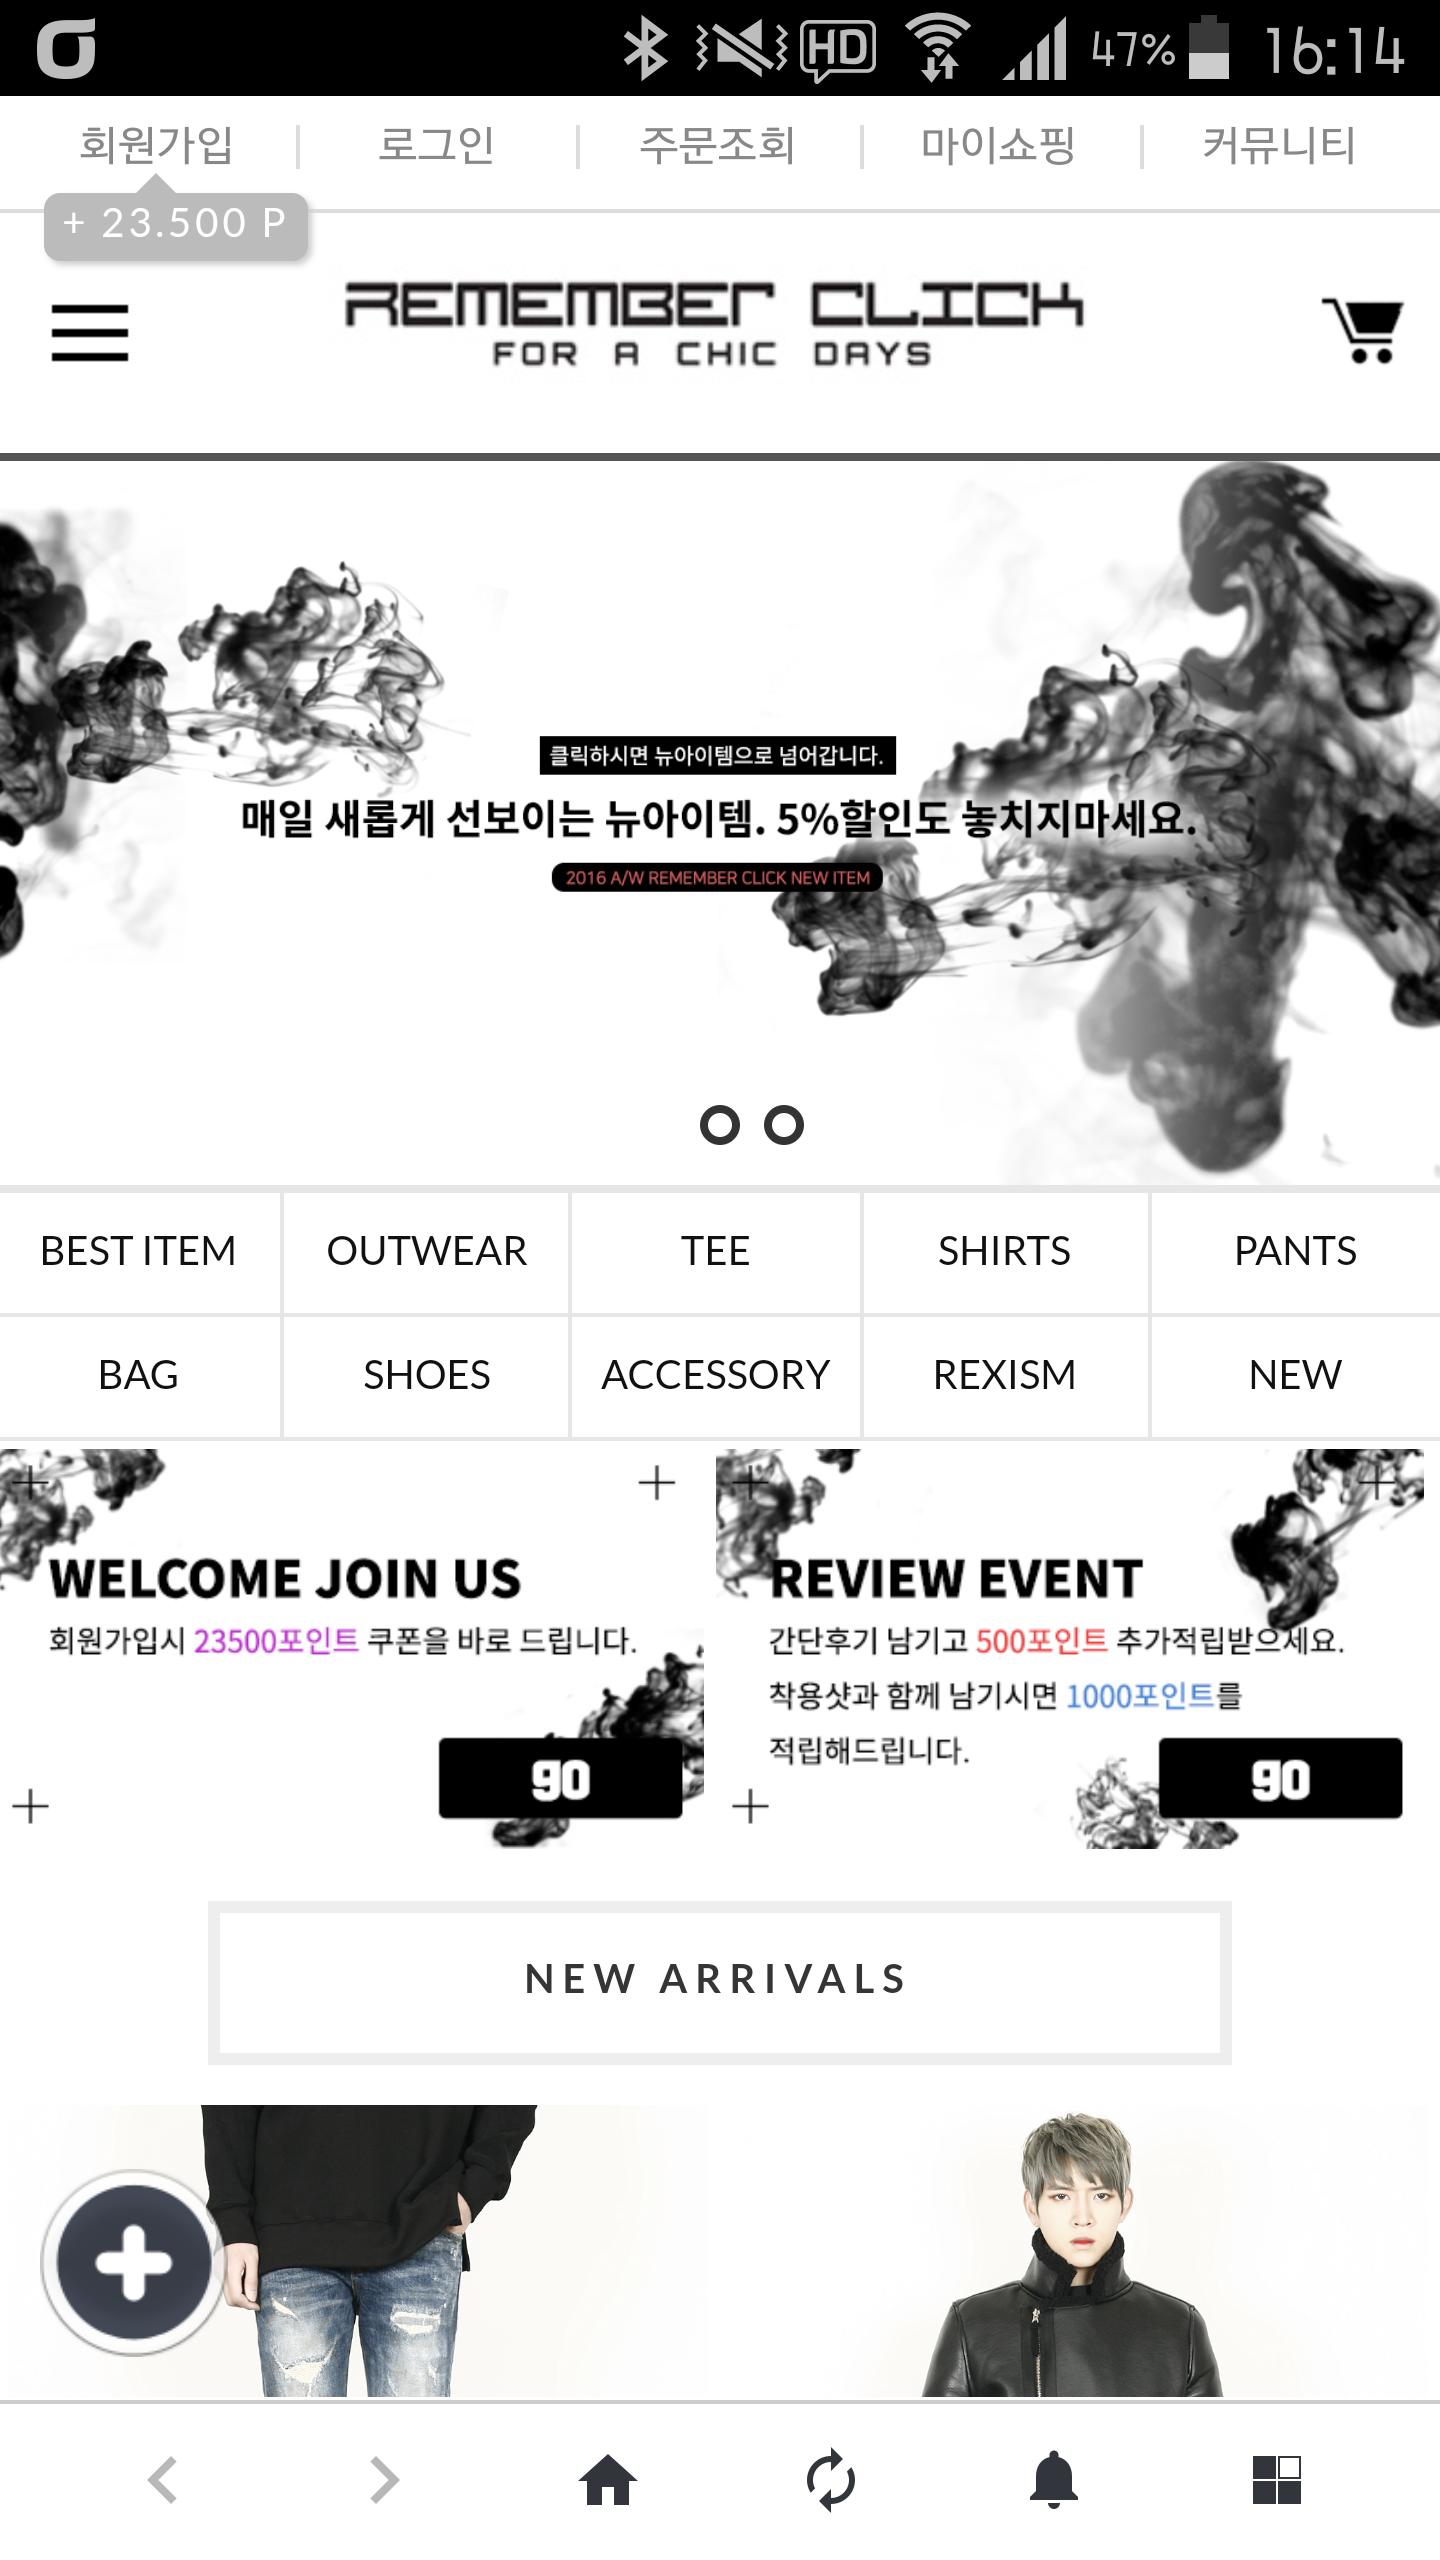 47% 16:14
HD
회원가입 로그인 주문조회 마이쇼핑 커뮤니티
+ 23.500 P
REMEMBER CLICK
FOR A CHIC DAYS
클릭하시면 뉴아이템으로 넘어갑니다.
매일 새롭게 선보이는 뉴아이템. 5%할인도 놓치지마세요.
2016 A/W REMEMBER CLICK NEW ITEM
BEST ITEM OUTWEAR TEE SHIRTS PANTS
BAG SHOES ACCESSORY REXISM NEW
WELCOME JOIN US
회원가입시 23500포인트 쿠폰을 바로 드립니다.
go
REVIEW EVENT
간단후기 남기고 500포인트 추가적립받으세요.
착용샷과 함께 남기시면 1000포인트를
적립해드립니다.
go
NEW ARRIVALS